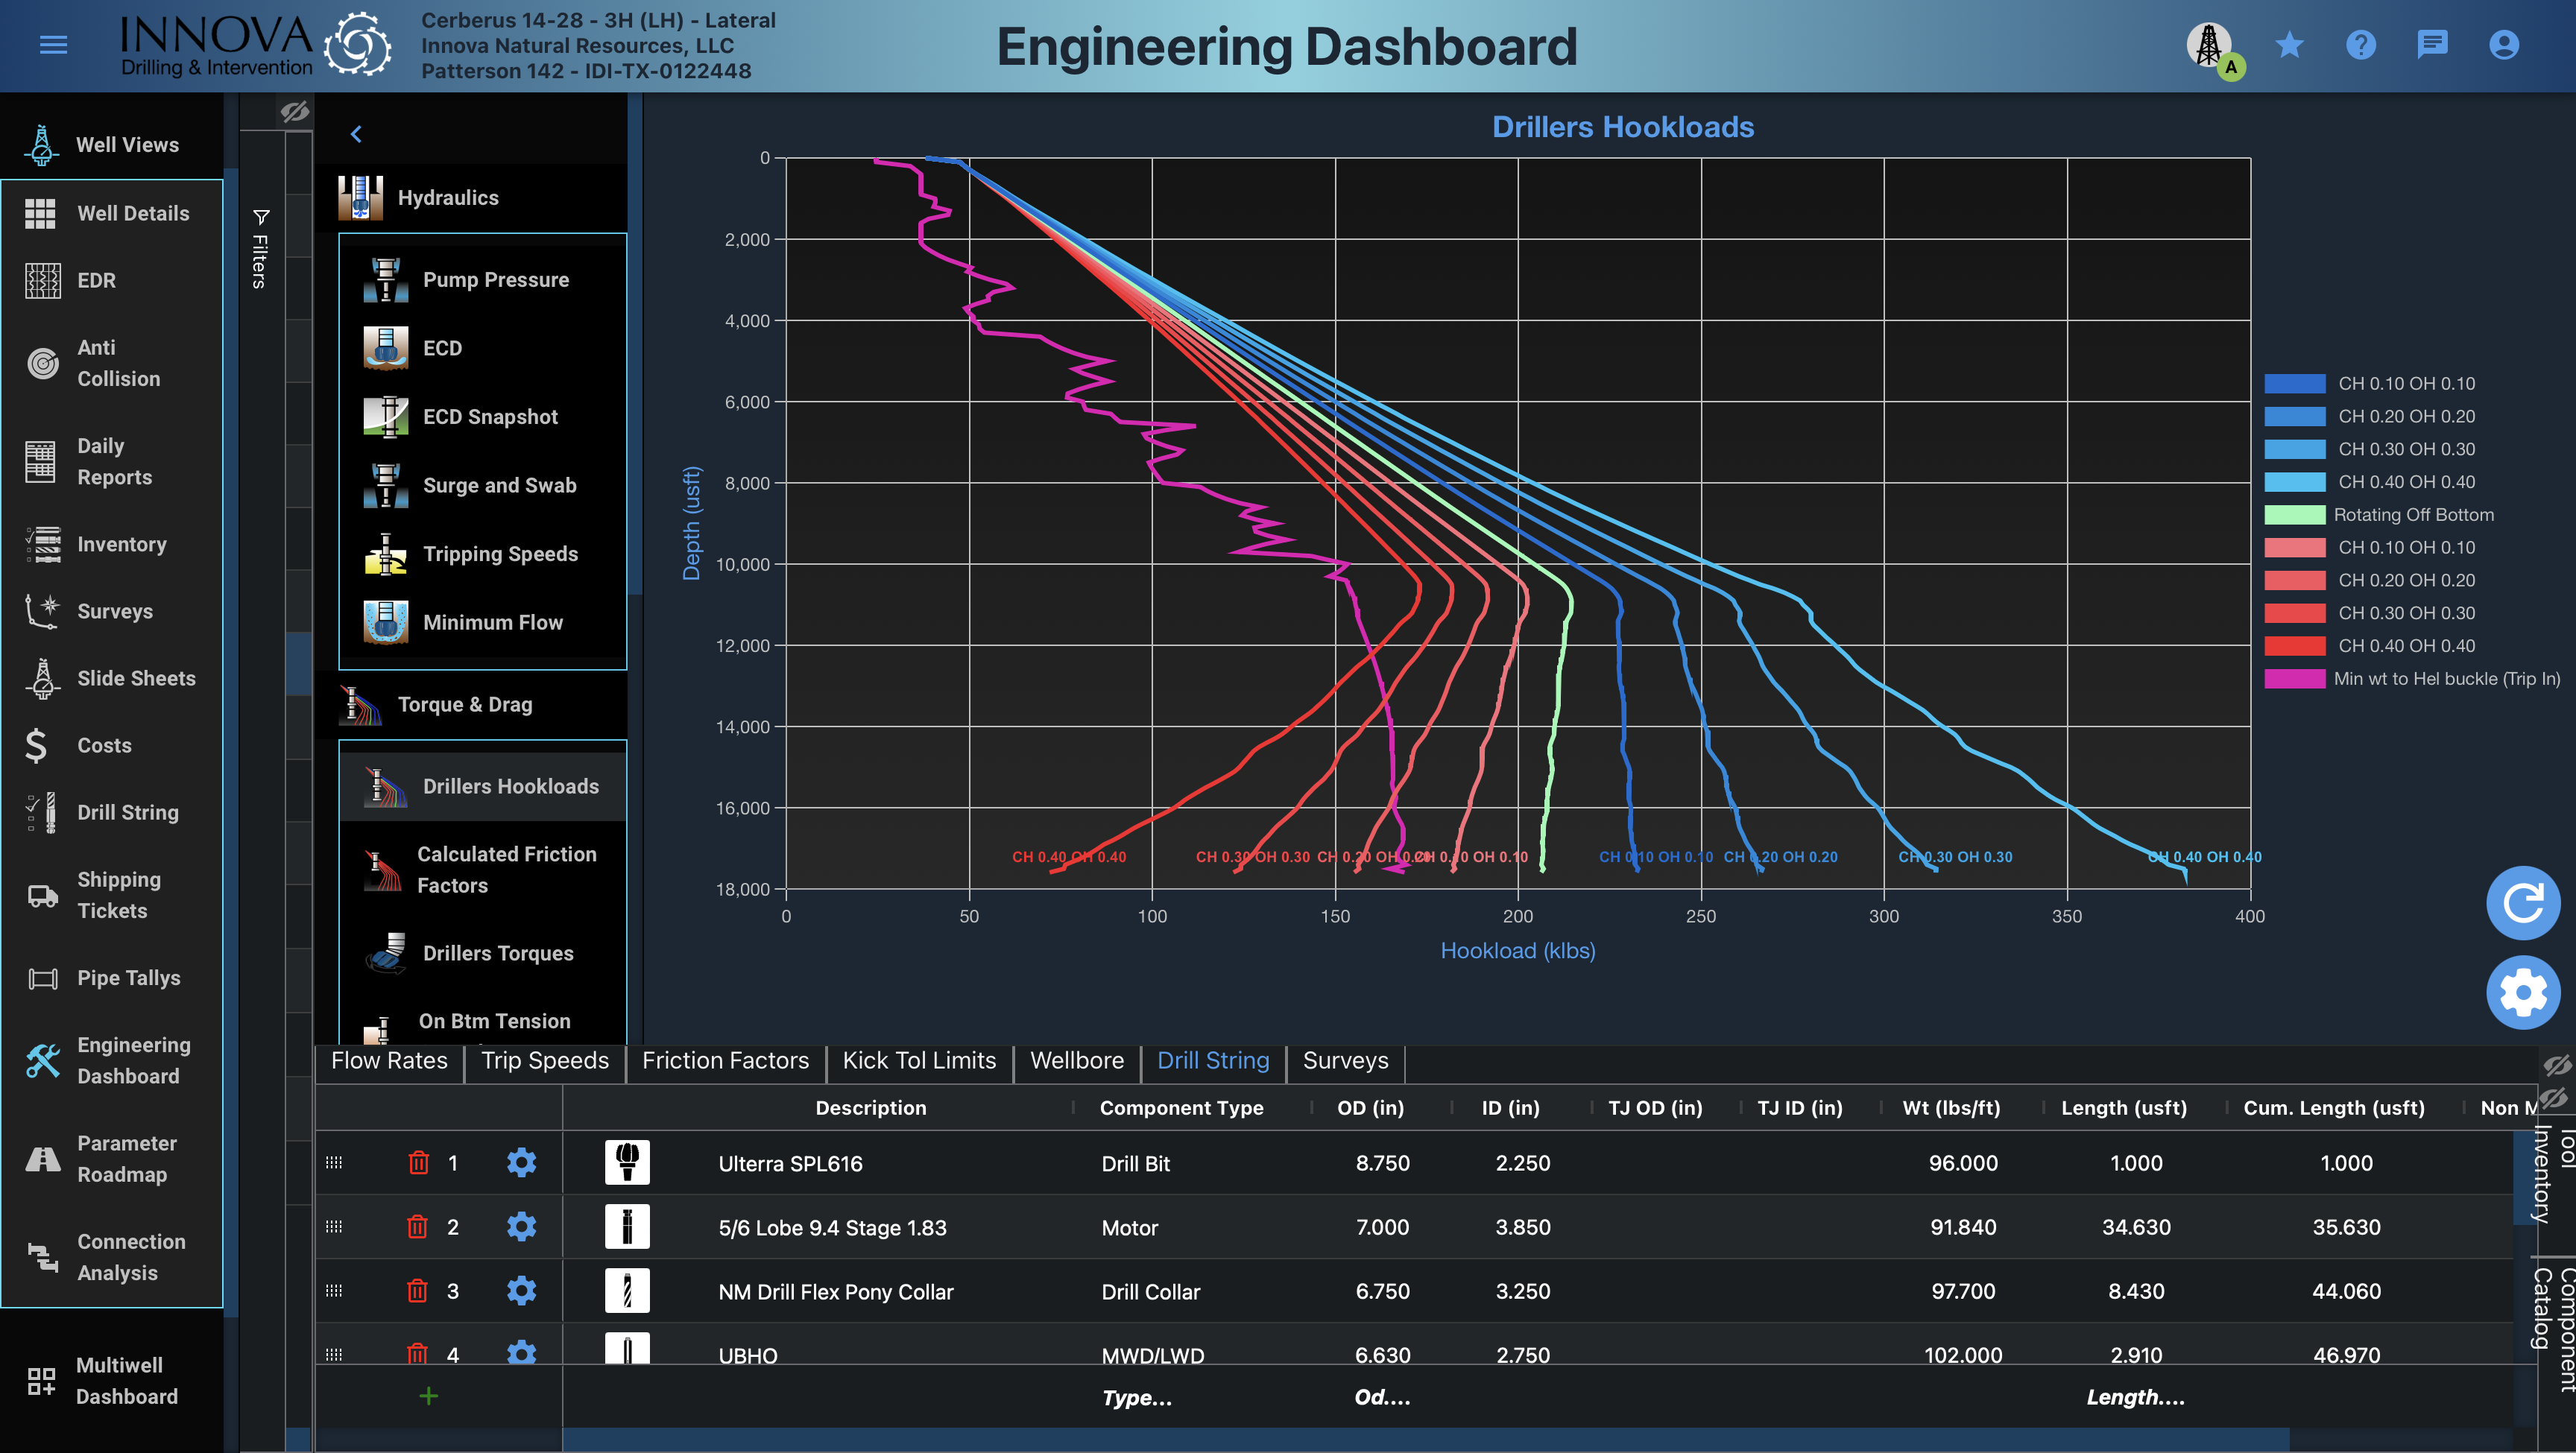 INNOVA
Drilling & Intervention
Cerberus 14-28 - 3H (LH) - Lateral
Innova Natural Resources, LLC
Patterson 142 - IDI-TX-0122448
Engineering Dashboard
A
Well Views
Well Details
EDR
Anti
Collision
Daily
Reports
Inventory
Surveys
Slide Sheets
Costs
Drill String
Shipping
Tickets
Pipe Tallys
Engineering
Dashboard
Parameter
Roadmap
Connection
Analysis
Multiwell
Dashboard
Filters
Hydraulics
Pump Pressure
ECD
ECD Snapshot
Surge and Swab
Tripping Speeds
Minimum Flow
Torque & Drag
Drillers Hookloads
Calculated Friction
Factors
Drillers Torques
On Btm Tension
Drillers Hookloads
Depth (usft)
0
2,000
4,000
6,000
8,000
10,000
12,000
14,000
16,000
18,000
CH 0.40 OH 0.40
CH 0.30 OH 0.30
CH 0.20 OH 0.20
CH 0.10 OH 0.10
CH 0.10 OH 0.10
CH 0.20 OH 0.20
CH 0.30 OH 0.30
CH 0.40 OH 0.40
0 50 100 150 200 250 300 350 400
Hookload (klbs)
CH 0.10 OH 0.10
CH 0.20 OH 0.20
CH 0.30 OH 0.30
CH 0.40 OH 0.40
Rotating Off Bottom
CH 0.10 OH 0.10
CH 0.20 OH 0.20
CH 0.30 OH 0.30
CH 0.40 OH 0.40
Min wt to Hel buckle (Trip In)
Flow Rates Trip Speeds Friction Factors Kick Tol Limits Wellbore Drill String Surveys
Description Component Type OD (in) ID (in) TJ OD (in) TJ ID (in) Wt (lbs/ft) Length (usft) Cum. Length (usft) Non M
1 Ulterra SPL616 Drill Bit 8.750 2.250 96.000 1.000 1.000
2 5/6 Lobe 9.4 Stage 1.83 Motor 7.000 3.850 91.840 34.630 35.630
3 NM Drill Flex Pony Collar Drill Collar 6.750 3.250 97.700 8.430 44.060
4 UBHO MWD/LWD 6.630 2.750 102.000 2.910 46.970
+ Type... Od.... Length....
Tool
Inventory
Component
Catalog